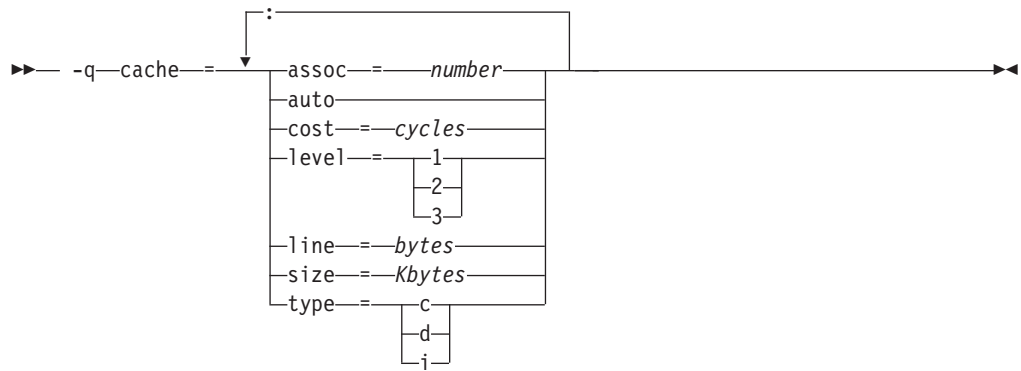 :
-q cache = assoc = number
auto
cost = cycles
level = 1
2
3
line = bytes
size = Kbytes
type = c
d
i